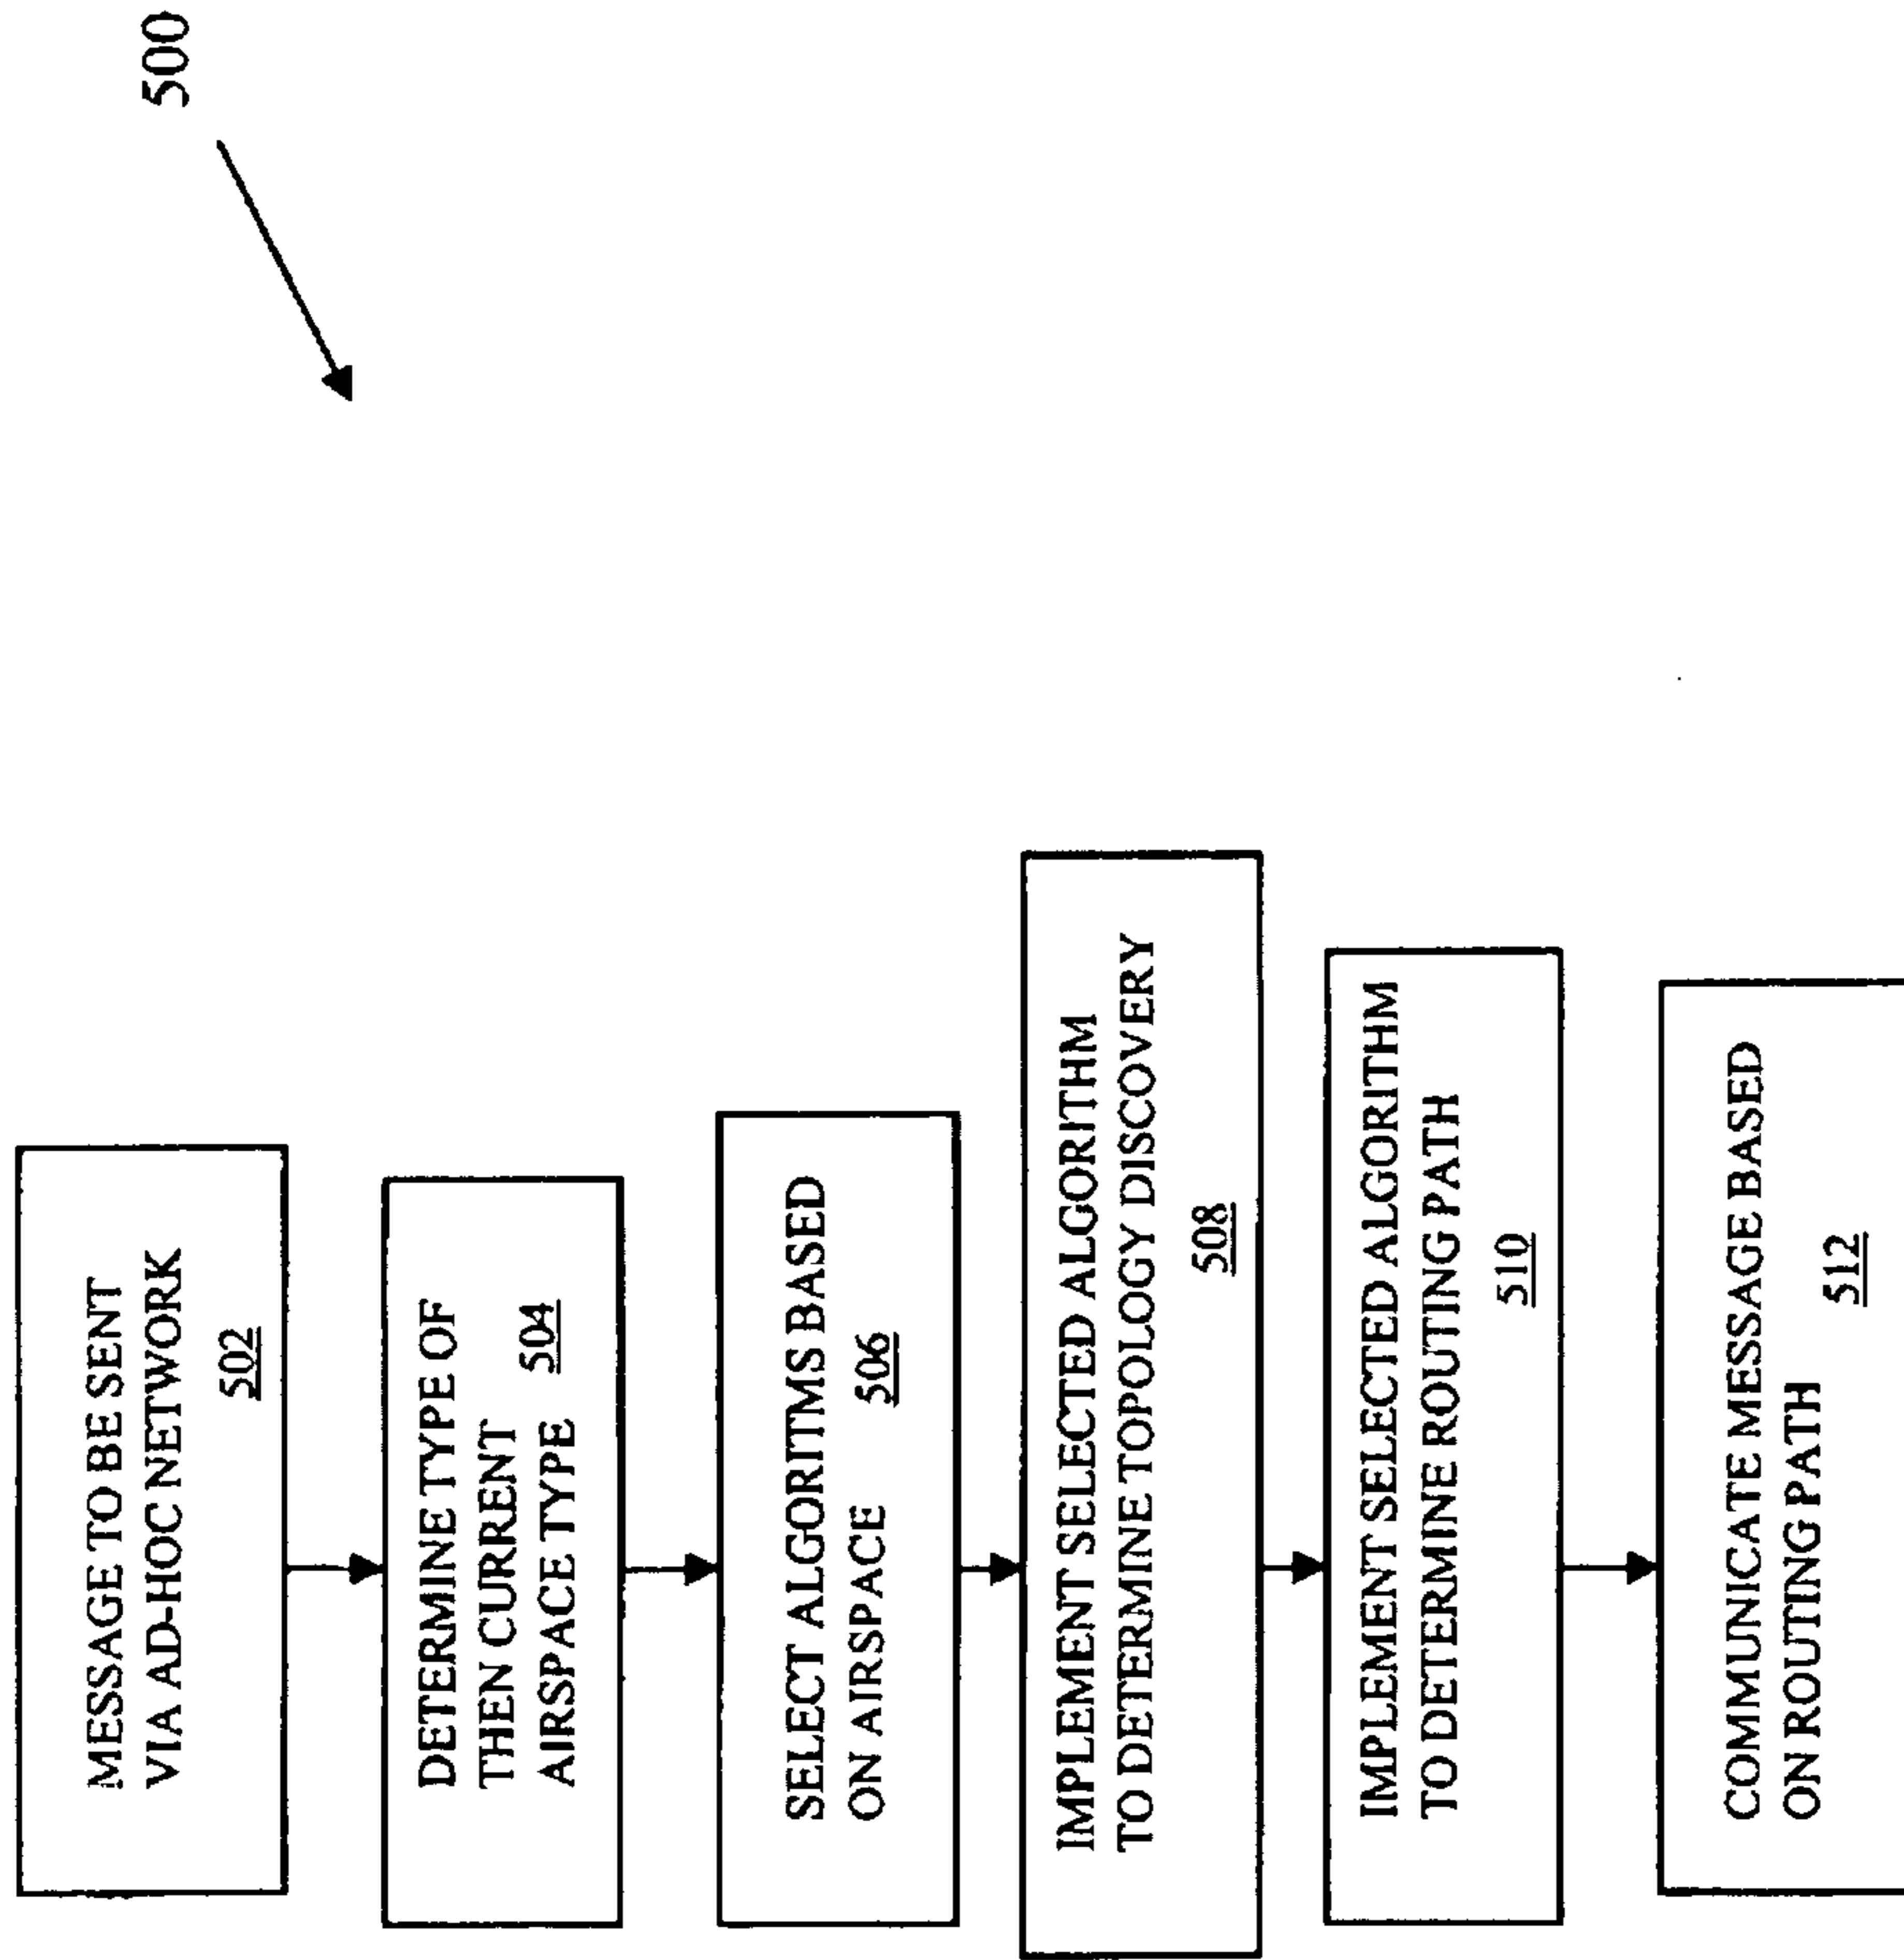 500
MESSAGE TO BE SENT
VIA AD-HOC NETWORK
502
DETERMINE TYPE OF
THEN CURRENT
AIRSPACE TYPE
504
SELECT ALGORITMS BASED
ON AIRSPACE
506
IMPLEMENT SELECTED ALGORITHM
TO DETERMINE TOPOLOGY DISCOVERY
508
IMPLEMENT SELECTED ALGORITHM
TO DETERMINE ROUTING PATH
510
COMMUNICATE MESSAGE BASED
ON ROUTING PATH
512